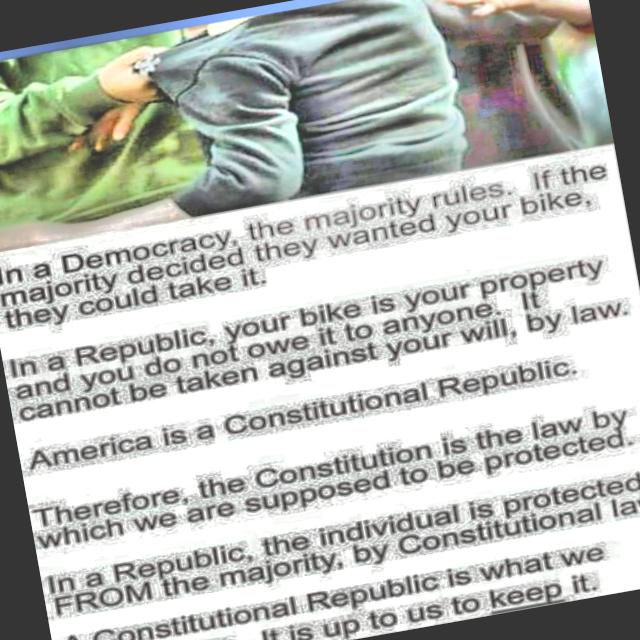 In a Democracy, the majority rules. If the
majority decided they wanted your bike,
they could take it.
In a Republic, your bike is your property
and you do not owe it to anyone. It
cannot be taken against your will, by law.
America is a Constitutional Republic.
Therefore, the Constitution is the law by
which we are supposed to be protected.
In a Republic, the individual is protected
FROM the majority, by Constitutional law
A Constitutional Republic is what we
It is up to us to keep it.